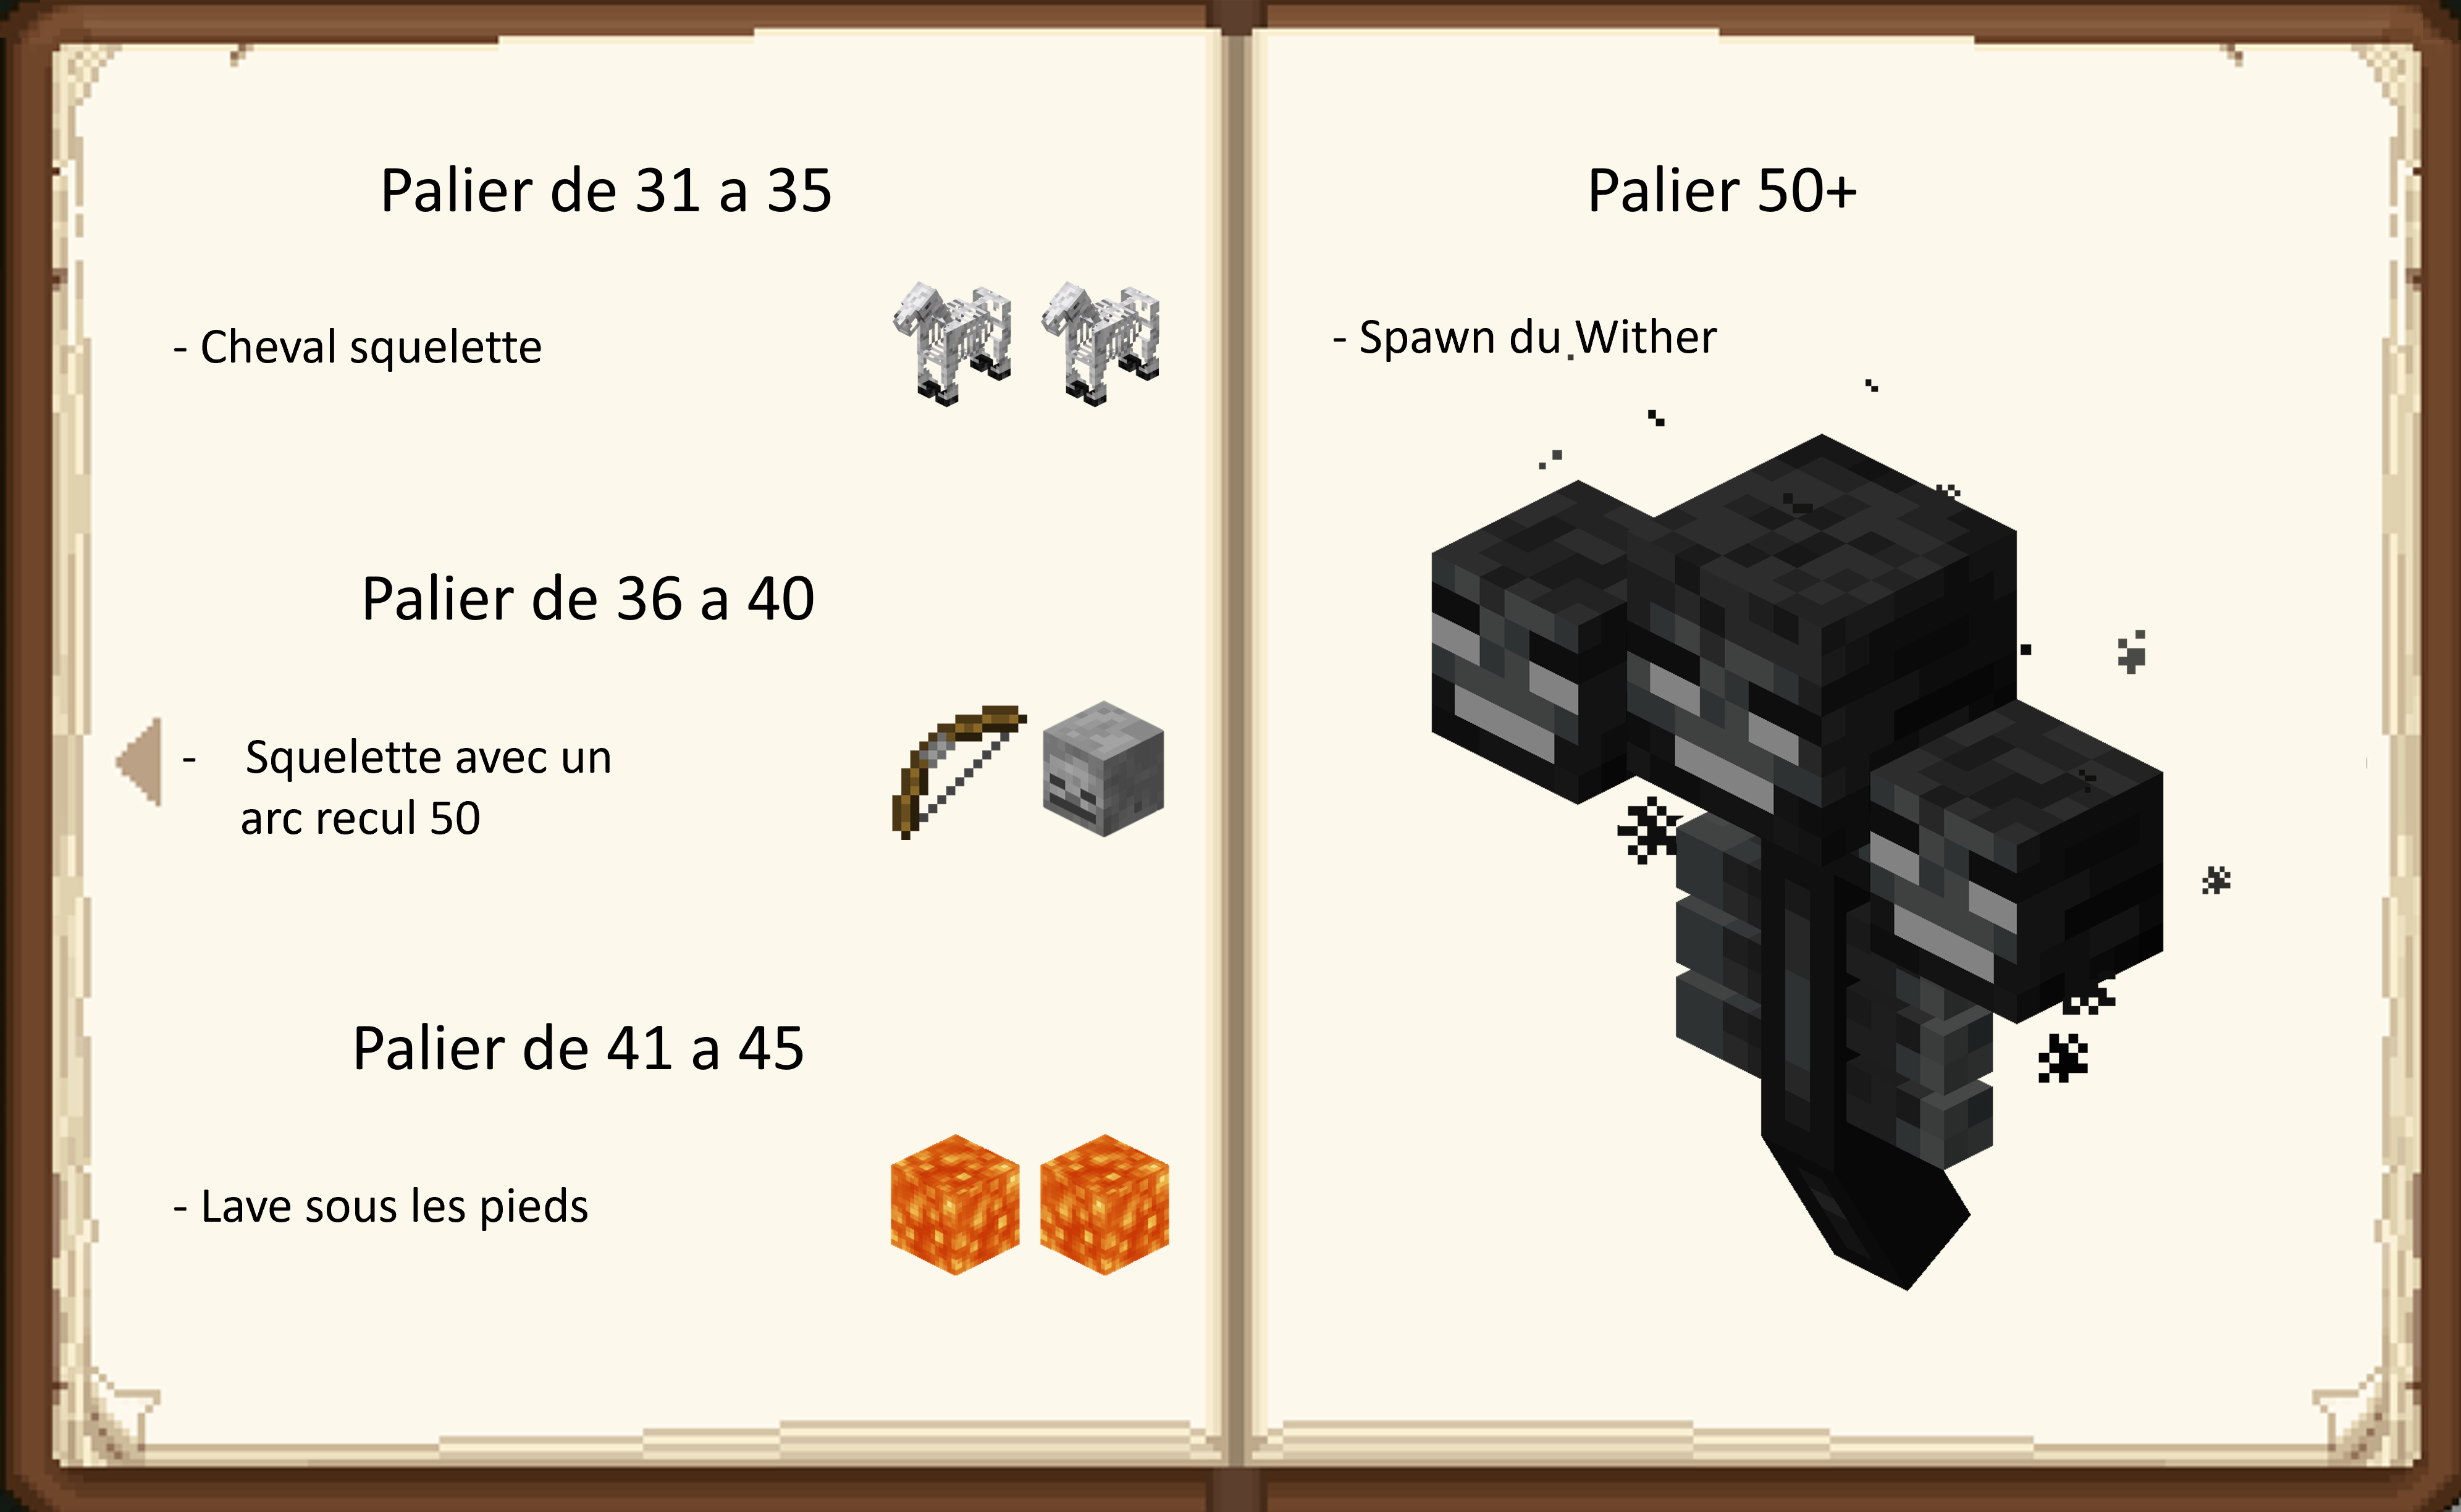 Palier de 31 a 35
- Cheval squelette
Palier de 36 a 40
- Squelette avec un
arc recul 50
Palier de 41 a 45
- Lave sous les pieds
Palier 50+
- Spawn du Wither